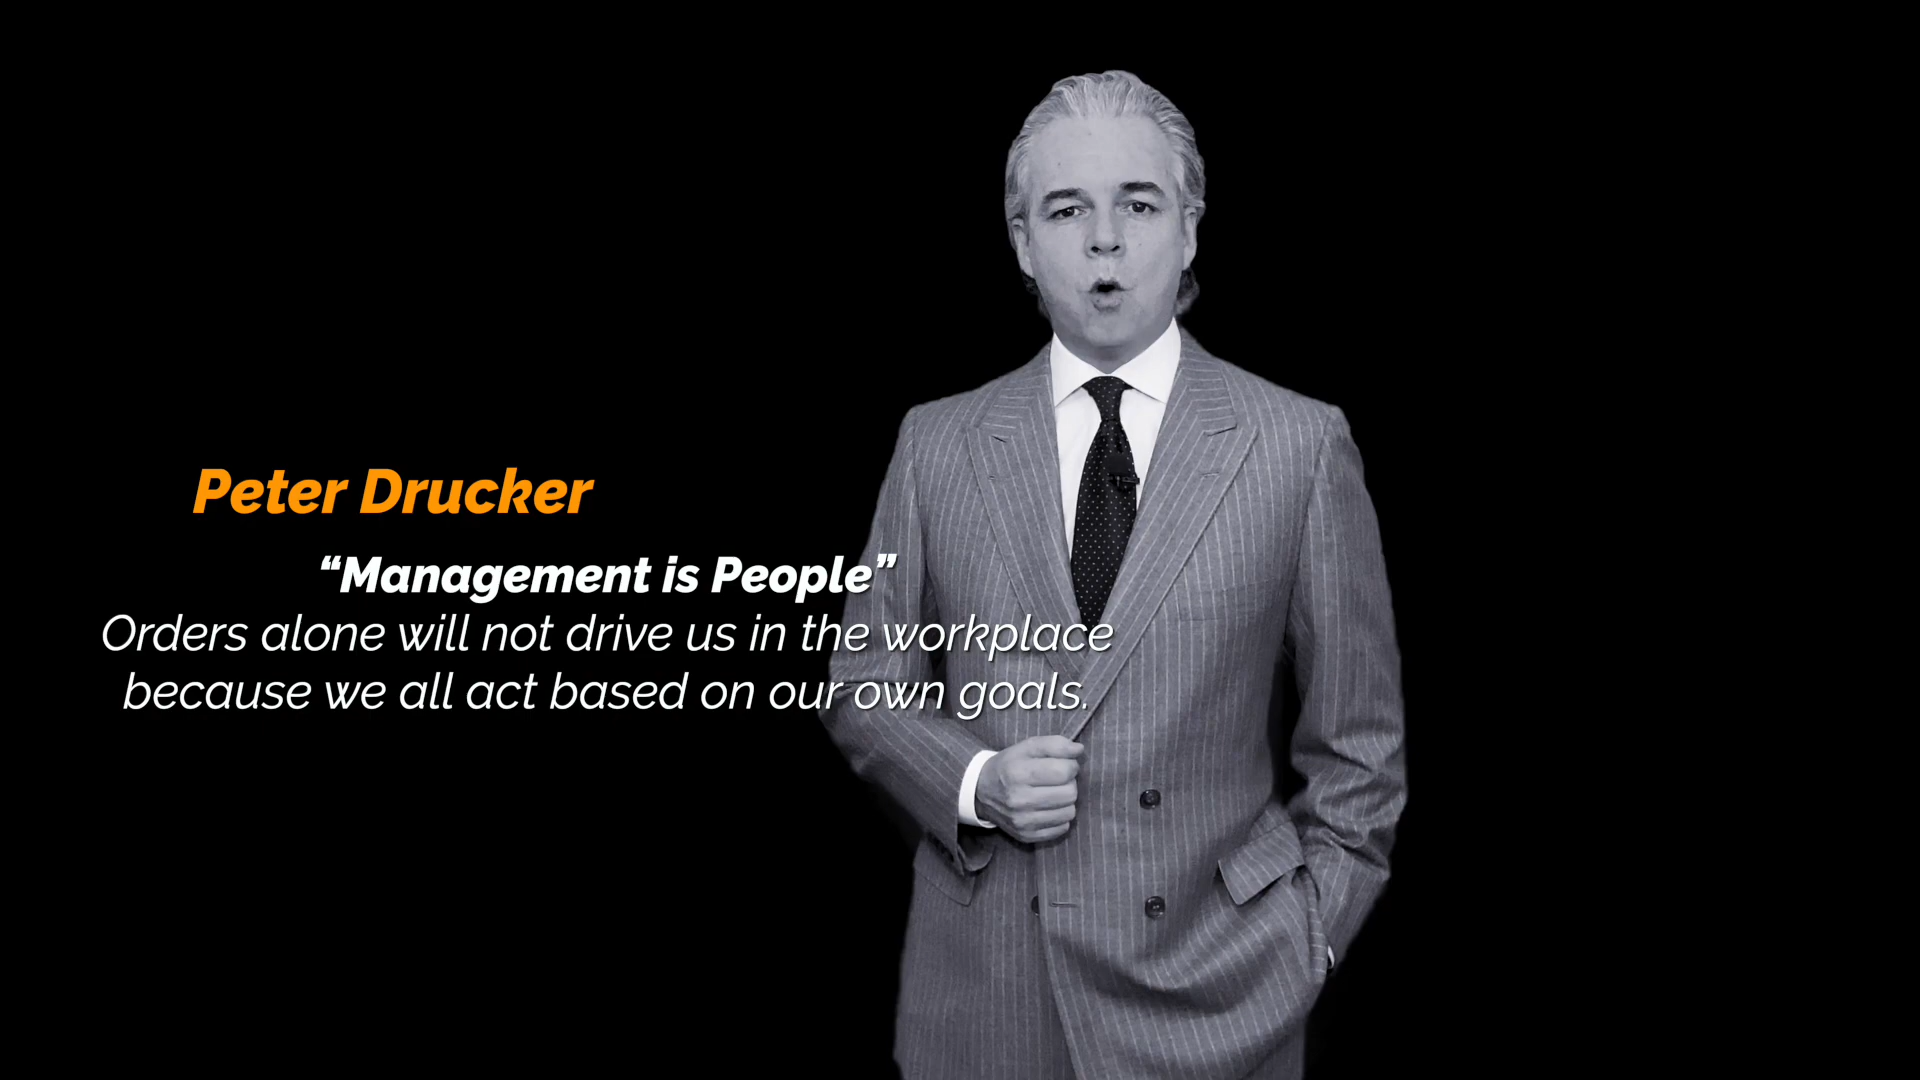 Peter Drucker
“Management is People”
Orders alone will not drive us in the workplace
because we all act based on our own goals.